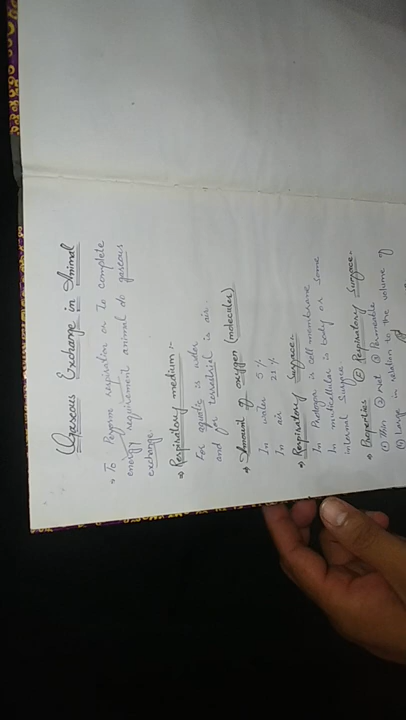 Gaseous Exchange in Animal
⇒ To Perform respiration or To complete
energy requirement animal do gaseous
exchange.
⇒ Respiratory medium :-
For aquatic is water
and for terrestrial is air.
⇒ Amount of oxygen (molecular)
In water 5 %
In air 21 %
⇒ Respiratory Surface-
In is cell membrane
In multicellular is body or some
internal
⇒ Properties of Respiratory Surface-
① Thin ② wet ③ Permeable
④ Large in relation to the volume of